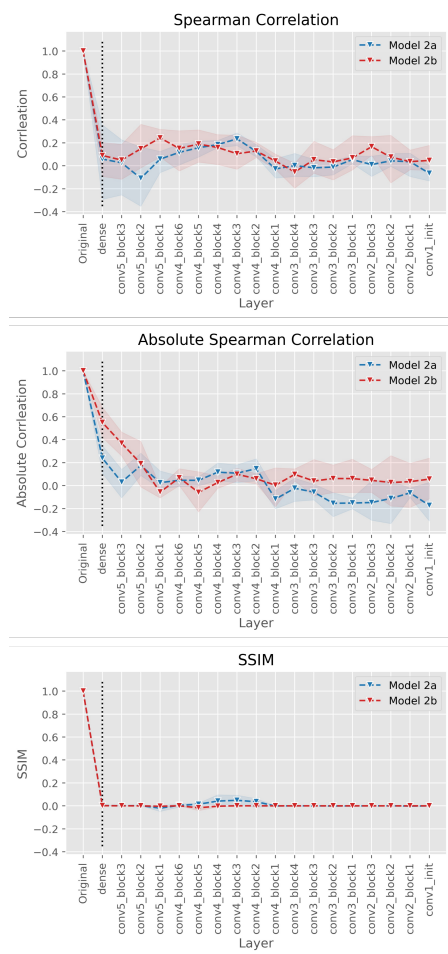 Spearman Correlation
Corrleation
1.0
0.8
0.6
0.4
0.2
0.0
−0.2
−0.4
Model 2a
Model 2b
Original
dense
conv5_block3
conv5_block2
conv5_block1
conv4_block6
conv4_block5
conv4_block4
conv4_block3
conv4_block2
conv4_block1
conv3_block4
conv3_block3
conv3_block2
conv3_block1
conv2_block3
conv2_block2
conv2_block1
conv1_init
Layer
Absolute Spearman Correlation
Absolute Corrleation
1.0
0.8
0.6
0.4
0.2
0.0
−0.2
−0.4
Model 2a
Model 2b
Original
dense
conv5_block3
conv5_block2
conv5_block1
conv4_block6
conv4_block5
conv4_block4
conv4_block3
conv4_block2
conv4_block1
conv3_block4
conv3_block3
conv3_block2
conv3_block1
conv2_block3
conv2_block2
conv2_block1
conv1_init
Layer
SSIM
SSIM
1.0
0.8
0.6
0.4
0.2
0.0
−0.2
−0.4
Model 2a
Model 2b
Original
dense
conv5_block3
conv5_block2
conv5_block1
conv4_block6
conv4_block5
conv4_block4
conv4_block3
conv4_block2
conv4_block1
conv3_block4
conv3_block3
conv3_block2
conv3_block1
conv2_block3
conv2_block2
conv2_block1
conv1_init
Layer